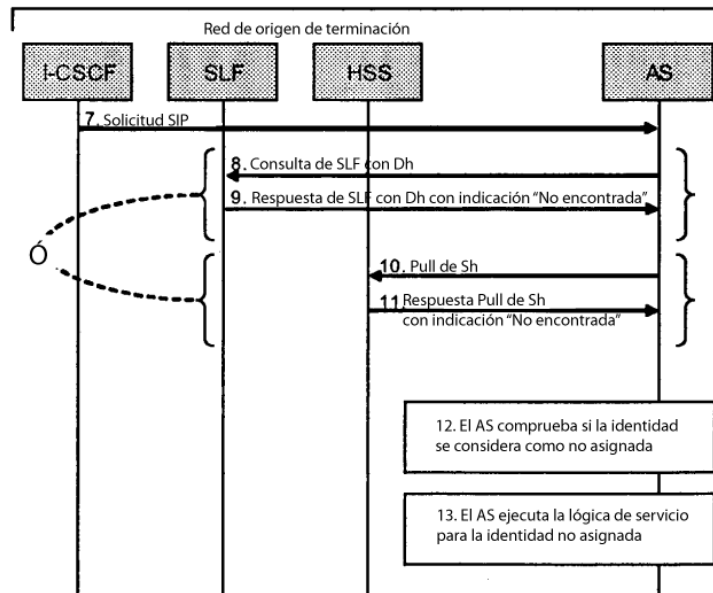 Red de origen de terminación
I-CSCF
SLF
HSS
AS
7. Solicitud SIP
8. Consulta de SLF con Dh
9. Respuesta de SLF con Dh con indicación “No encontrada”
Ó
10. Pull de Sh
11. Respuesta Pull de Sh
con indicación “No encontrada”
12. El AS comprueba si la identidad
se considera como no asignada
13. El AS ejecuta la lógica de servicio
para la identidad no asignada